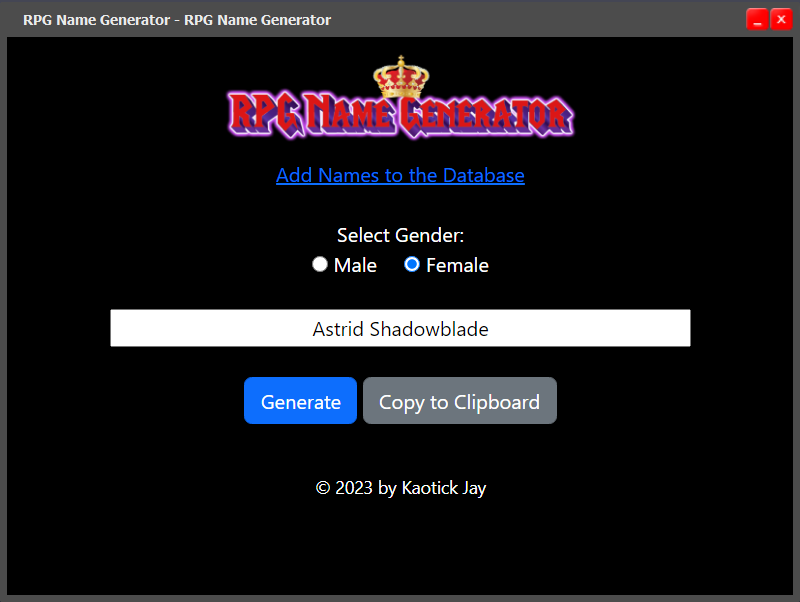 RPG Name Generator - RPG Name Generator
RPG Name Generator
Add Names to the Database
Select Gender:
Male Female
Astrid Shadowblade
Generate Copy to Clipboard
© 2023 by Kaotick Jay